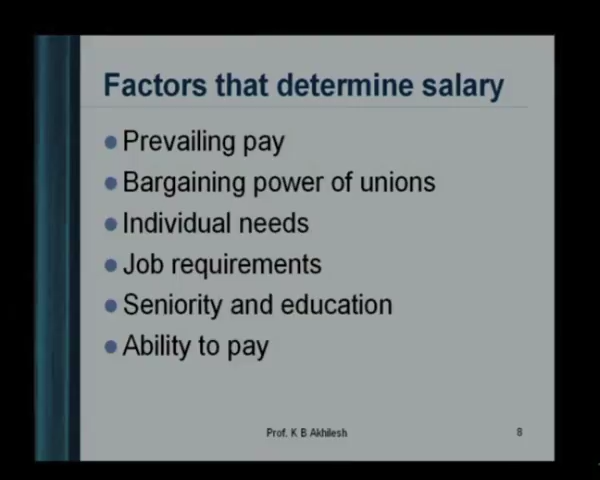 Factors that determine salary
Prevailing pay
Bargaining power of unions
Individual needs
Job requirements
Seniority and education
Ability to pay
Prof. K B Akhilesh
8